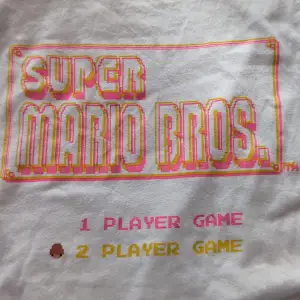 SUPER
MARIO BROS.
TM
1 PLAYER GAME
2 PLAYER GAME